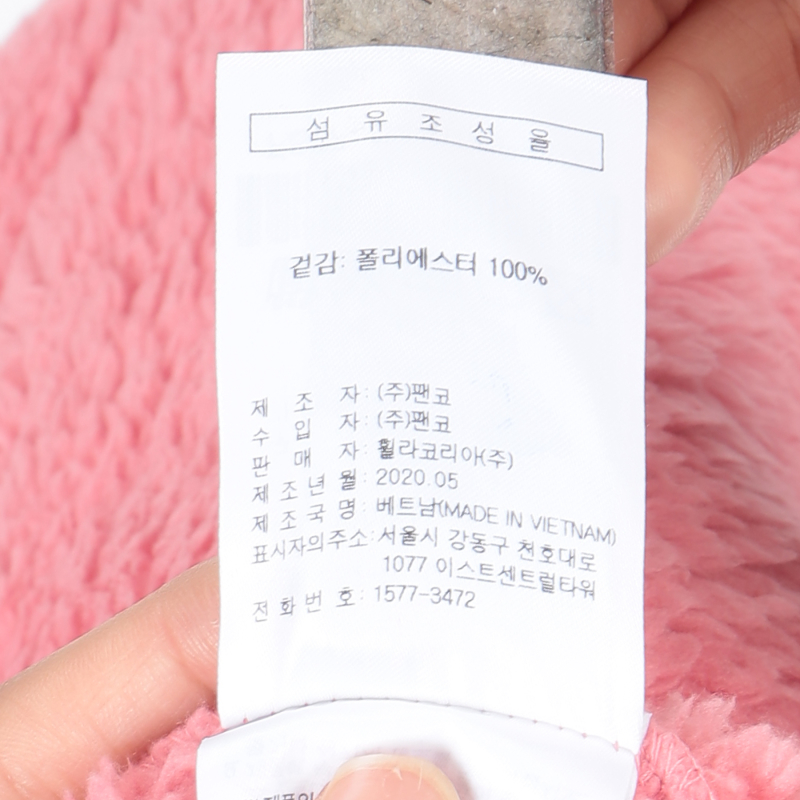 섬 유 조 성 율
겉감: 폴리에스터 100%
제 조 자: (주)팬코
수 입 자: (주)팬코
판 매 자: 휠라코리아(주)
제 조 년 월: 2020.05
제 조 국 명: 베트남(MADE IN VIETNAM)
표시자의주소: 서울시 강동구 천호대로
1077 이스트센트럴타워
전 화 번 호: 1577-3472